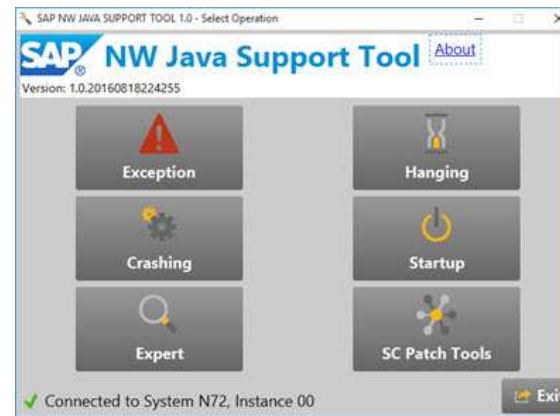 SAP NW JAVA SUPPORT TOOL 1.0 - Select Operation
SAP® NW Java Support Tool About
Version: 1.0.20160818224255
Exception Hanging
Crashing Startup
Expert SC Patch Tools
Connected to System N72, Instance 00 Exi